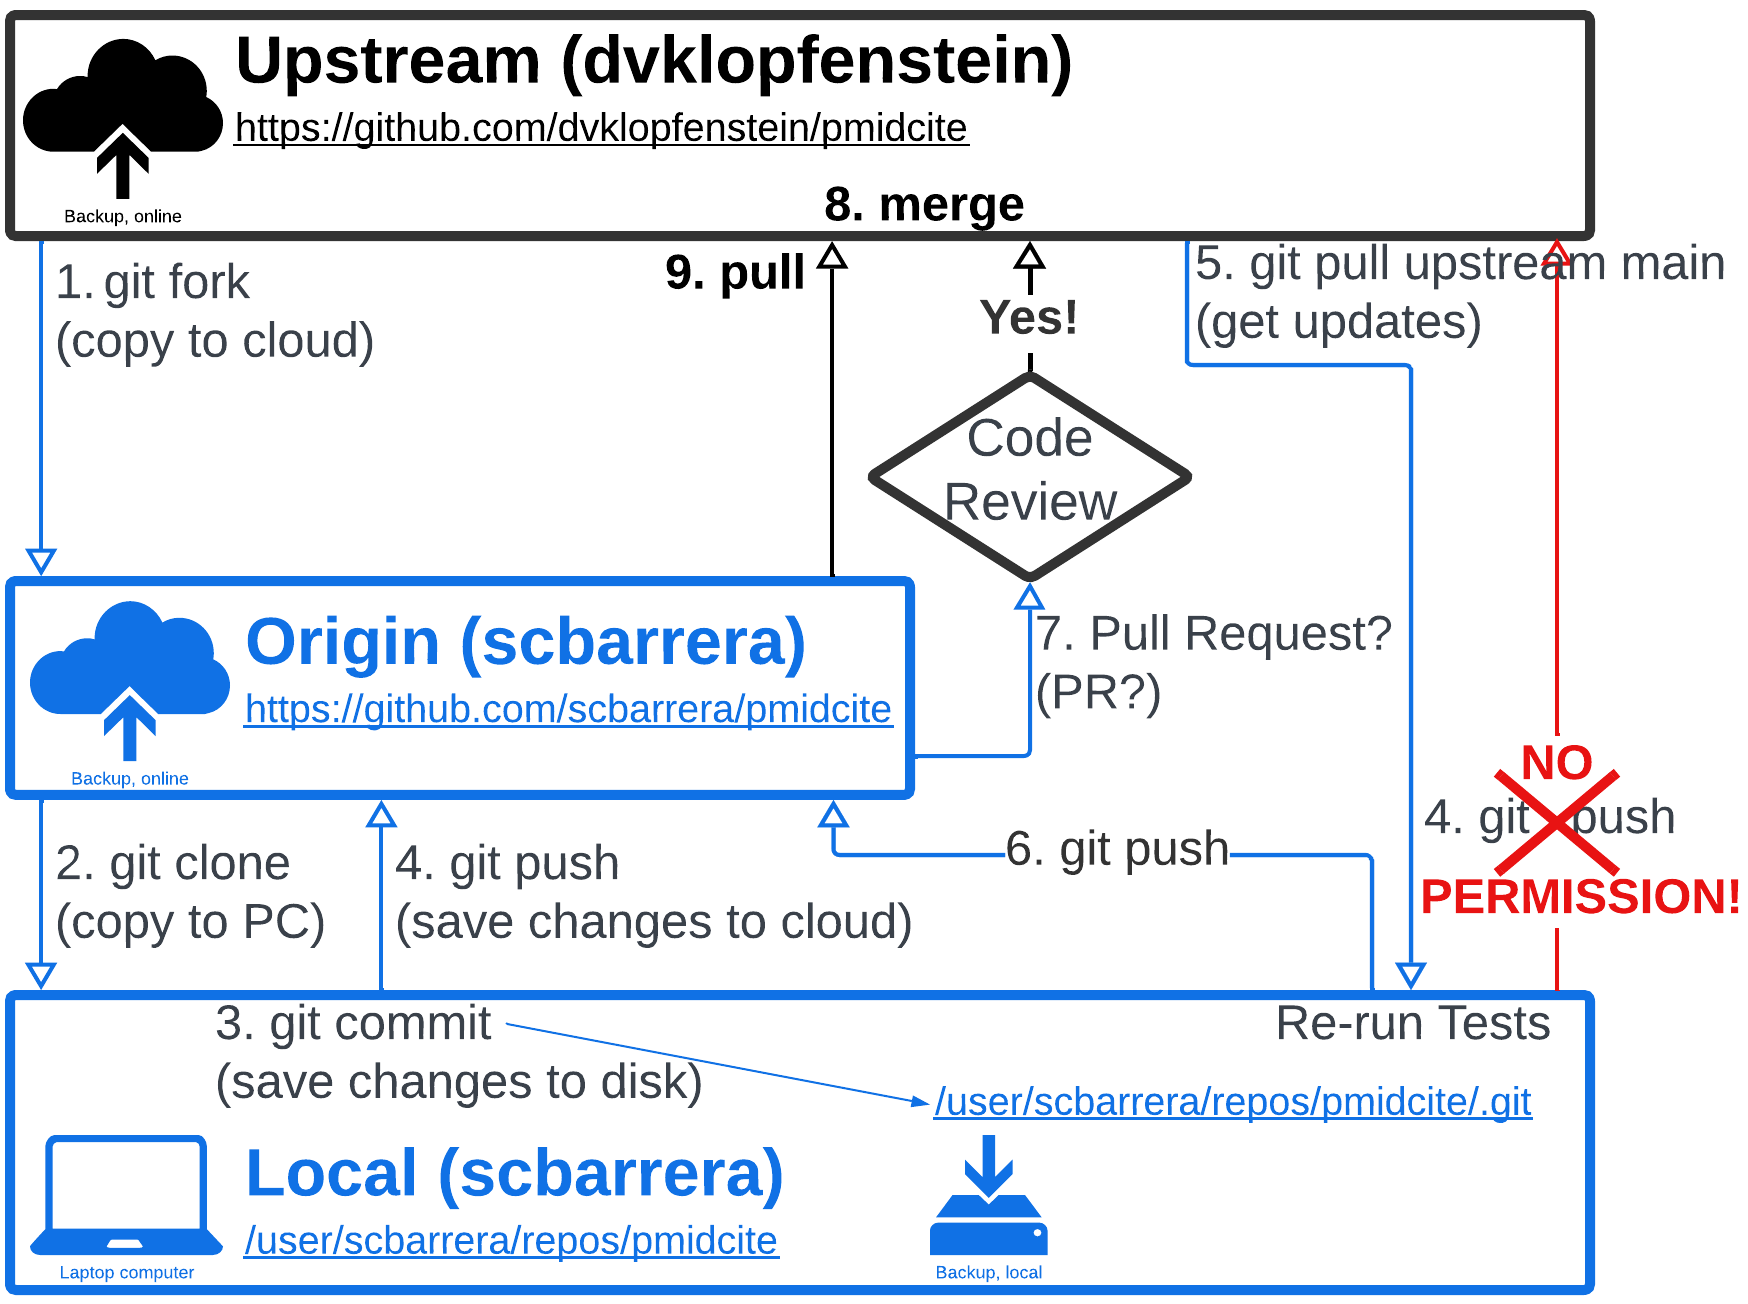 Upstream (dvklopfenstein)
https://github.com/dvklopfenstein/pmidcite
Backup, online
8. merge
1. git fork
(copy to cloud)
9. pull
Yes!
5. git pull upstream main
(get updates)
Code
Review
Origin (scbarrera)
https://github.com/scbarrera/pmidcite
Backup, online
7. Pull Request?
(PR?)
NO
4. git push
PERMISSION!
2. git clone
(copy to PC)
4. git push
(save changes to cloud)
6. git push
3. git commit
(save changes to disk)
Re-run Tests
/user/scbarrera/repos/pmidcite/.git
Local (scbarrera)
/user/scbarrera/repos/pmidcite
Laptop computer
Backup, local